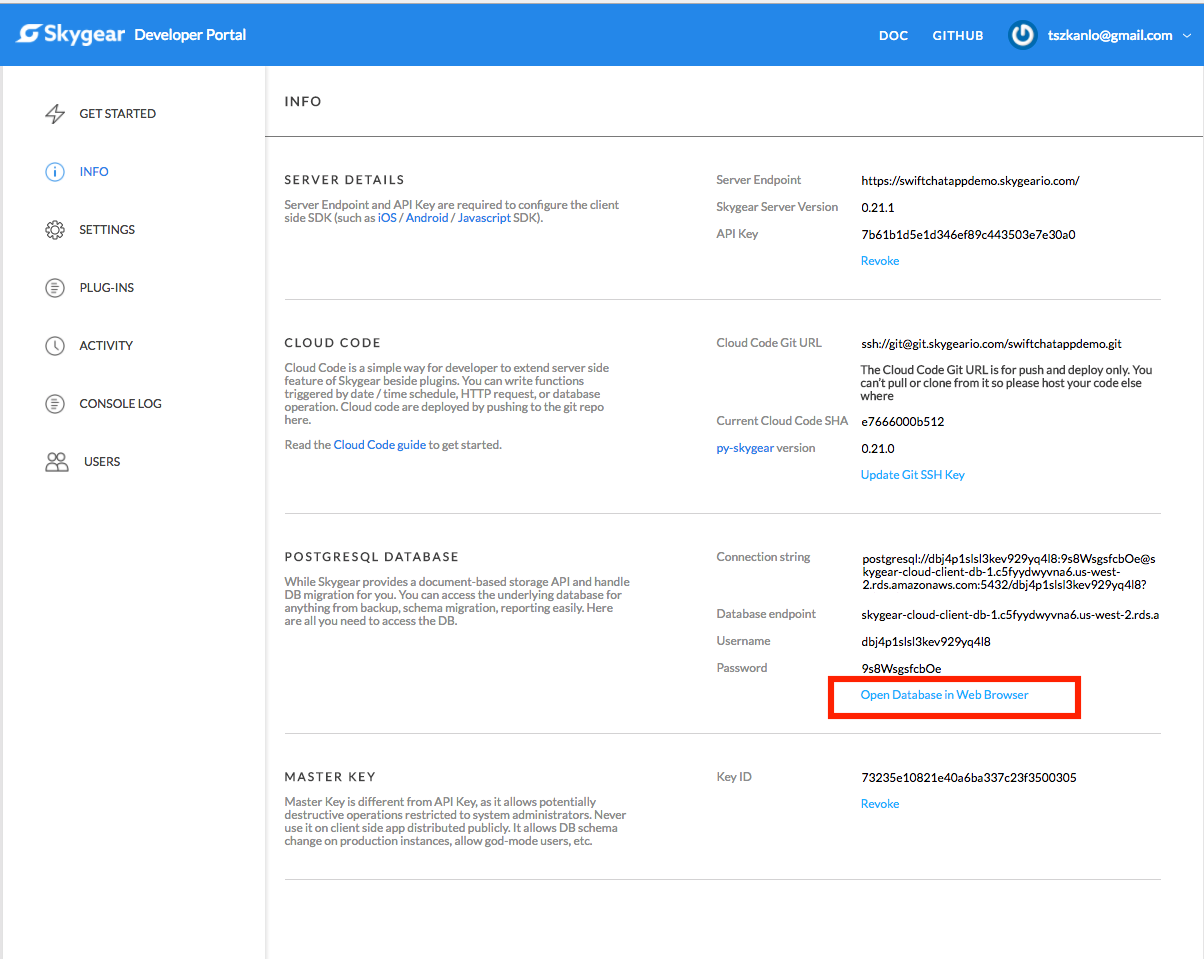 Skygear Developer Portal
DOC
GITHUB
tszkanlo@gmail.com
GET STARTED
INFO
SETTINGS
PLUG-INS
ACTIVITY
CONSOLE LOG
USERS
INFO
SERVER DETAILS
Server Endpoint and API Key are required to configure the client
side SDK (such as iOS / Android / Javascript SDK).
Server Endpoint https://swiftchatappdemo.skygeario.com/
Skygear Server Version 0.21.1
API Key 7b61b1d5e1d346ef89c443503e7e30a0
Revoke
CLOUD CODE
Cloud Code is a simple way for developer to extend server side
feature of Skygear beside plugins. You can write functions
triggered by date / time schedule, HTTP request, or database
operation. Cloud code are deployed by pushing to the git repo
here.
Read the Cloud Code guide to get started.
Cloud Code Git URL ssh://git@git.skygeario.com/swiftchatappdemo.git
The Cloud Code Git URL is for push and deploy only. You
can't pull or clone from it so please host your code else
where
Current Cloud Code SHA e7666000b512
py-skygear version 0.21.0
Update Git SSH Key
POSTGRESQL DATABASE
While Skygear provides a document-based storage API and handle
DB migration for you. You can access the underlying database for
anything from backup, schema migration, reporting easily. Here
are all you need to access the DB.
Connection string postgresql://dbj4p1slsl3kev929yq4l8:9s8WsgsfcbOe@s
kygear-cloud-client-db-1.c5fyydwyvna6.us-west-
2.rds.amazonaws.com:5432/dbj4p1slsl3kev929yq4l8?
Database endpoint skygear-cloud-client-db-1.c5fyydwyvna6.us-west-2.rds.a
Username dbj4p1slsl3kev929yq4l8
Password 9s8WsgsfcbOe
Open Database in Web Browser
MASTER KEY
Master Key is different from API Key, as it allows potentially
destructive operations restricted to system administrators. Never
use it on client side app distributed publicly. It allows DB schema
change on production instances, allow god-mode users, etc.
Key ID 73235e10821e40a6ba337c23f3500305
Revoke